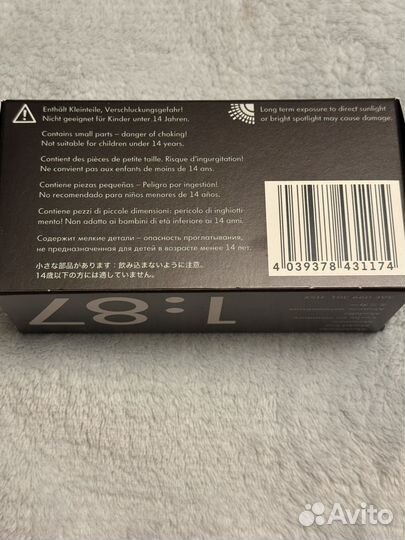 Enthält Kleinteile, Verschluckungsgefahr!
Nicht geeignet für Kinder unter 14 Jahren.
Contains small parts – danger of choking!
Not suitable for children under 14 years.
Contient des pièces de petite taille. Risque d'ingurgitation!
Ne convient pas aux enfants de moins de 14 ans.
Contiene piezas pequeñas – Peligro por ingestión!
No recomendado para niños menores de 14 años.
Contiene pezzi di piccole dimensioni: pericolo di inghiotti
mento! Non adatto ai bambini di età inferiore ai 14 anni.
Содержит мелкие детали – опасность проглатывания,
не предназначенной для детей в возрасте менее 14 лет.
小さな部品があります：飲み込まないように注意。
14歳以下の方には適していません。
Long term exposure to direct sunlight
or bright spotlight may cause damage.
4 039378 431174
1:87
Avito